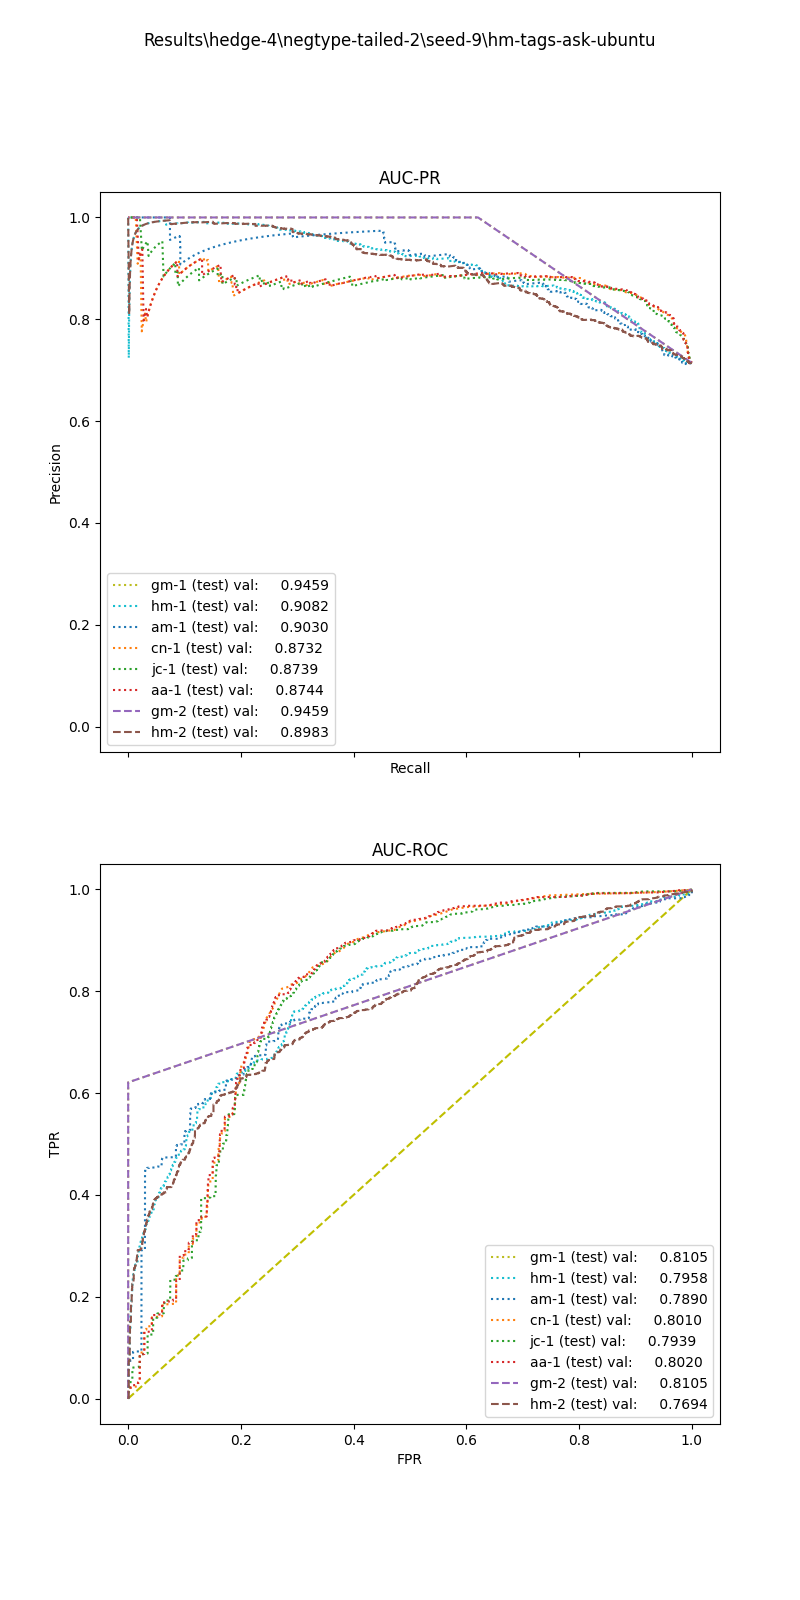 Results\hedge-4\negtype-tailed-2\seed-9\hm-tags-ask-ubuntu
AUC-PR
1.0
0.8
0.6
0.4
0.2
0.0
Precision
gm-1 (test) val: 0.9459
hm-1 (test) val: 0.9082
am-1 (test) val: 0.9030
cn-1 (test) val: 0.8732
jc-1 (test) val: 0.8739
aa-1 (test) val: 0.8744
gm-2 (test) val: 0.9459
hm-2 (test) val: 0.8983
Recall
AUC-ROC
1.0
0.8
0.6
0.4
0.2
0.0
TPR
gm-1 (test) val: 0.8105
hm-1 (test) val: 0.7958
am-1 (test) val: 0.7890
cn-1 (test) val: 0.8010
jc-1 (test) val: 0.7939
aa-1 (test) val: 0.8020
gm-2 (test) val: 0.8105
hm-2 (test) val: 0.7694
0.0 0.2 0.4 0.6 0.8 1.0
FPR